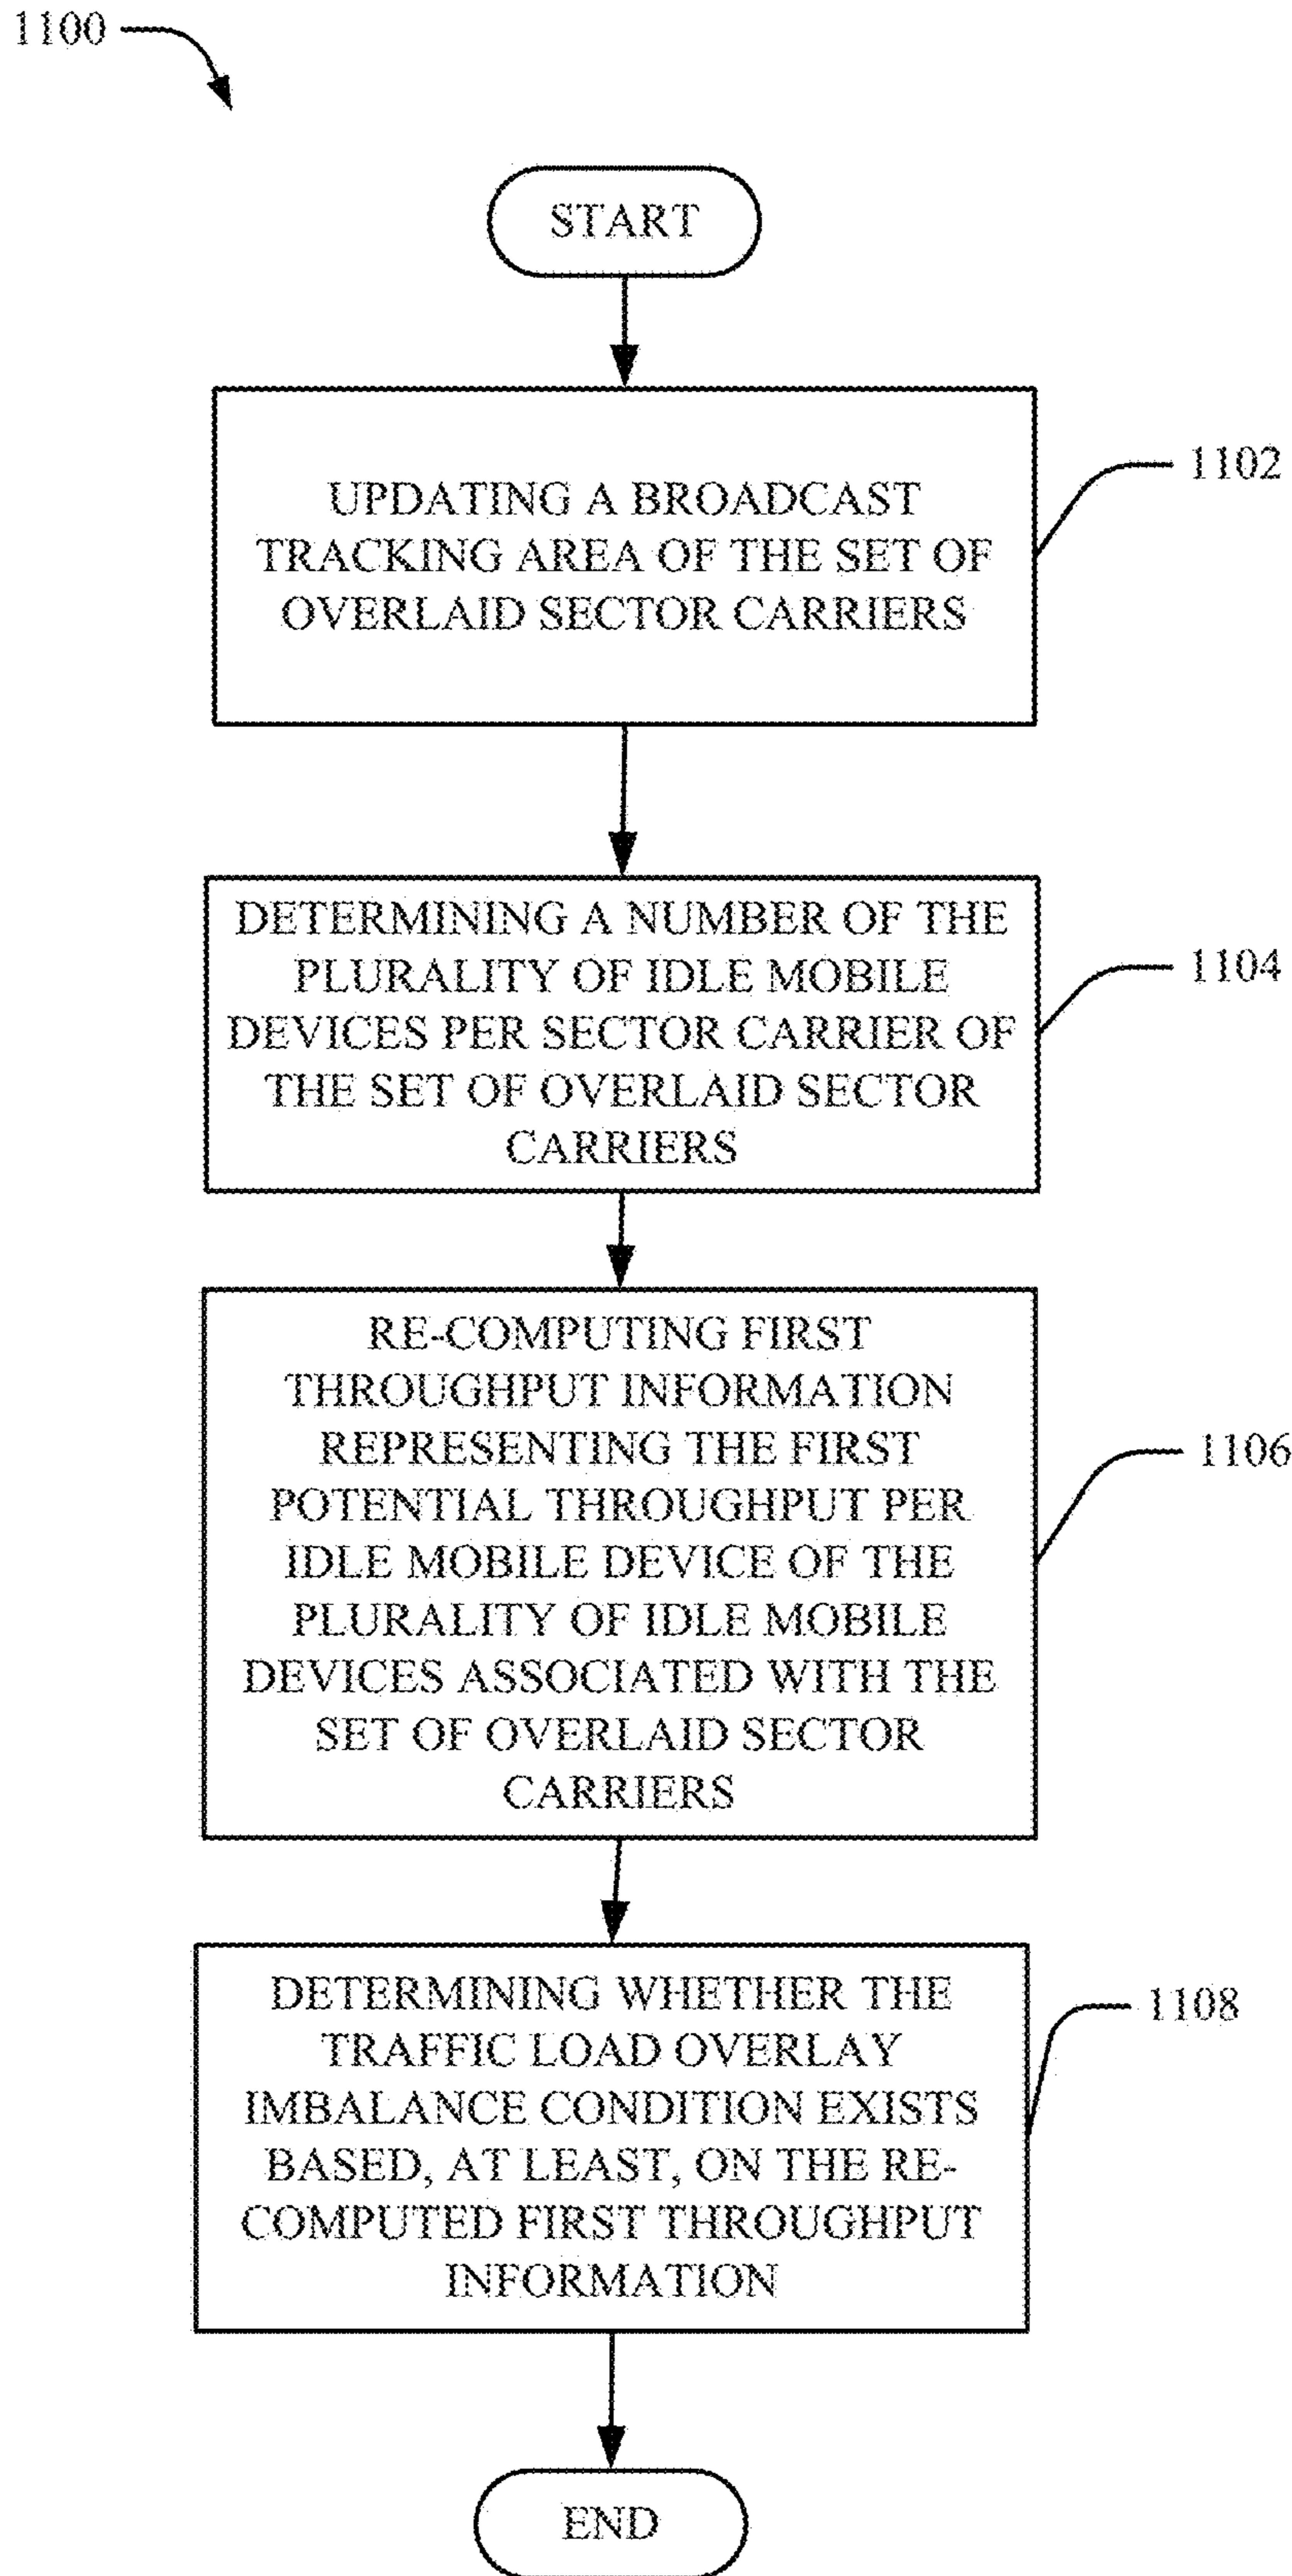 1100
START
UPDATING A BROADCAST
TRACKING AREA OF THE SET OF
OVERLAID SECTOR CARRIERS
1102
DETERMINING A NUMBER OF THE
PLURALITY OF IDLE MOBILE
DEVICES PER SECTOR CARRIER OF
THE SET OF OVERLAID SECTOR
CARRIERS
1104
RE-COMPUTING FIRST
THROUGHPUT INFORMATION
REPRESENTING THE FIRST
POTENTIAL THROUGHPUT PER
IDLE MOBILE DEVICE OF THE
PLURALITY OF IDLE MOBILE
DEVICES ASSOCIATED WITH THE
SET OF OVERLAID SECTOR
CARRIERS
1106
DETERMINING WHETHER THE
TRAFFIC LOAD OVERLAY
IMBALANCE CONDITION EXISTS
BASED, AT LEAST, ON THE RE-
COMPUTED FIRST THROUGHPUT
INFORMATION
1108
END